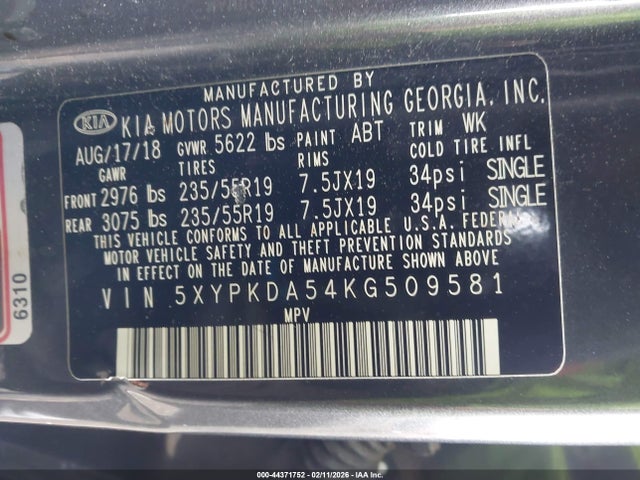 MANUFACTURED BY
KIA KIA MOTORS MANUFACTURING GEORGIA, INC.
AUG/17/18 GVWR 5622 lbs PAINT ABT TRIM WK
GAWR TIRES RIMS COLD TIRE INFL
FRONT 2976 lbs 235/55R19 7.5JX19 34psi SINGLE
REAR 3075 lbs 235/55R19 7.5JX19 34psi SINGLE
THIS VEHICLE CONFORMS TO ALL APPLICABLE U.S.A. FEDERAL
MOTOR VEHICLE SAFETY AND THEFT PREVENTION STANDARDS
IN EFFECT ON THE DATE OF MANUFACTURE SHOWN ABOVE.
VIN 5XYPKDA54KG509581
MPV
6310
000-44371752 - 02/11/2026 - IAA Inc.